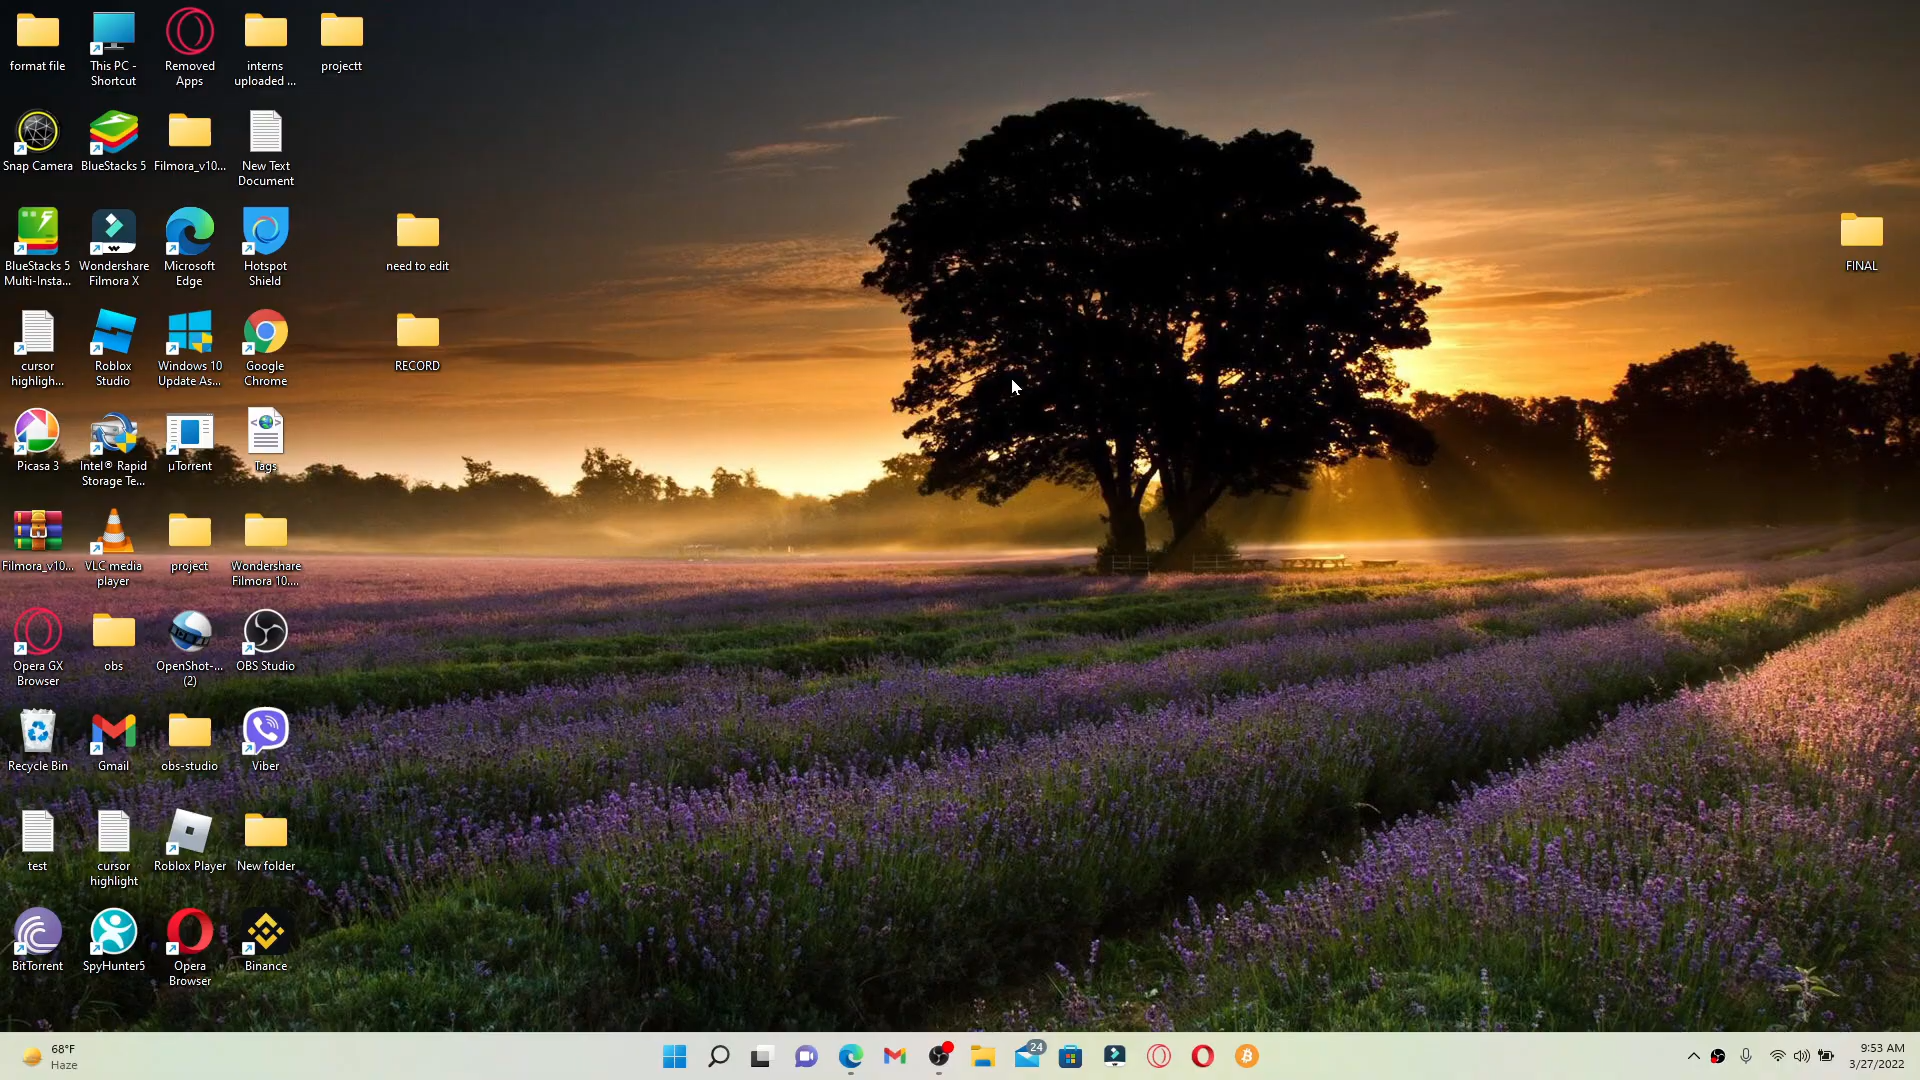 format file
This PC -
Shortcut
Removed
Apps
interns
uploaded ...
projectt
Snap Camera
BlueStacks 5
Filmora_v10...
New Text
Document
BlueStacks 5
Multi-Insta...
Wondershare
Filmora X
Microsoft
Edge
Hotspot
Shield
need to edit
FINAL
cursor
highligh...
Roblox
Studio
Windows 10
Update As...
Google
Chrome
RECORD
Picasa 3
Intel® Rapid
Storage Te...
µTorrent
Tags
Filmora_v10...
VLC media
player
project
Wondershare
Filmora 10....
Opera GX
Browser
obs
OpenShot-...
(2)
OBS Studio
Recycle Bin
Gmail
obs-studio
Viber
test
cursor
highlight
Roblox Player
New folder
BitTorrent
SpyHunter5
Opera
Browser
Binance
68°F
Haze
24
9:53 AM
3/27/2022